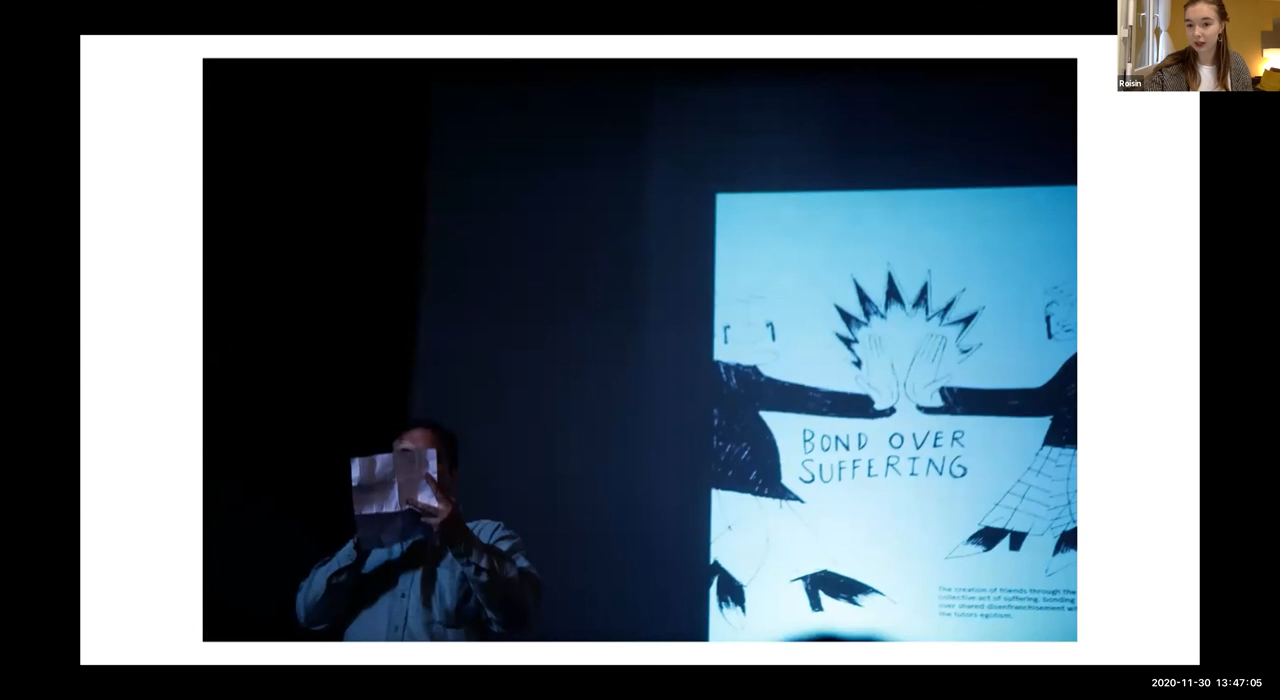 Roisin
BOND OVER
SUFFERING
The creation of friends through the
collective act of suffering, bonding
over shared disenfranchisement wi
the tutors egotism.
2020-11-30 13:47:05